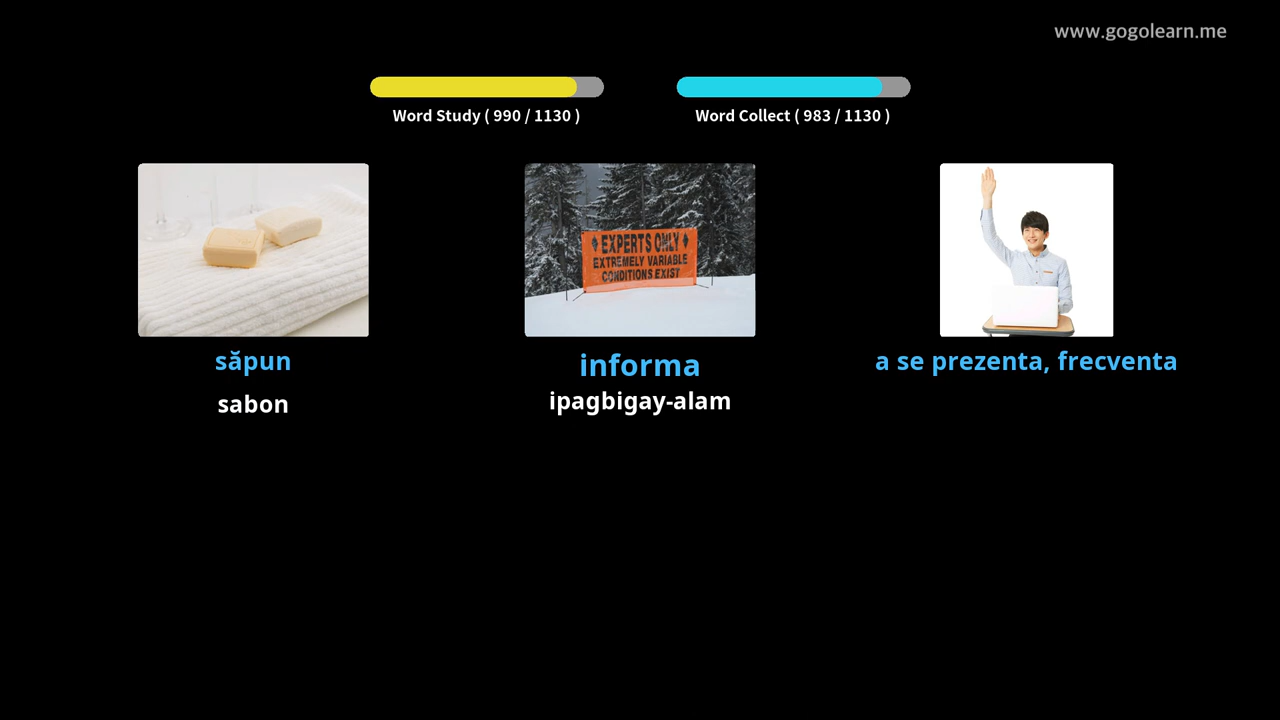 www.gogolearn.me
Word Study ( 990 / 1130 )
Word Collect ( 983 / 1130 )
EXPERTS ONLY
EXTREMELY VARIABLE
CONDITIONS EXIST
săpun
sabon
informa
ipagbigay-alam
a se prezenta, frecventa